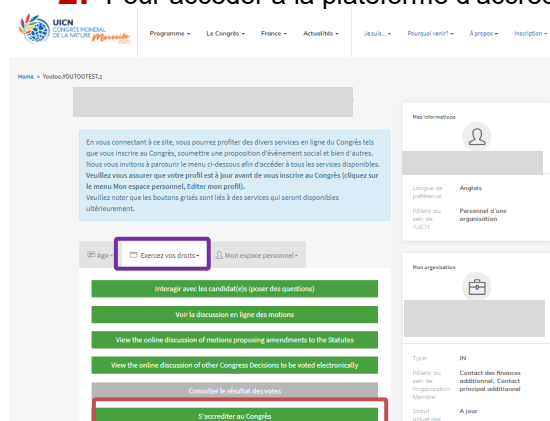 2. Pour accéder à la plateforme d'accré
UICN
CONGRÈS MONDIAL
DE LA NATURE Marseille
Programme Le Congrès France Actualités Je suis... Pourquoi venir? À propos Inscription
Home » Youtoo.YOUTOOTEST.1
En vous connectant à ce site, vous pourrez profiter des divers services en ligne du Congrès tels
que vous inscrire au Congrès, soumettre une proposition d'évènement social et bien d'autres.
Nous vous invitons à parcourir le menu ci-dessous afin d'accéder à tous les services disponibles.
Veuillez vous assurer que votre profil est à jour avant de vous inscrire au Congrès (cliquez sur
le menu Mon espace personnel, Editer mon profil).
Veuillez noter que les boutons grisés sont liés à des services qui seront disponibles
ultérieurement.
Agir Exercez vos droits Mon espace personnel
Interagir avec les candidat(e)s (poser des questions)
Voir la discussion en ligne des motions
View the online discussion of motions proposing amendments to the Statutes
View the online discussion of other Congress Decisions to be voted electronically
Consulter le résultat des votes
S'accrediter au Congrès
Mes informations
Langue de préférence
Anglais
Rôle(s) au sein de l'UICN
Personnel d'une organisation
Mon organisation
Type
IN
Rôle(s) au sein de l'organisation Membre
Contact des finances additionnel, Contact principal additionnel
Statut actuel des
A jour